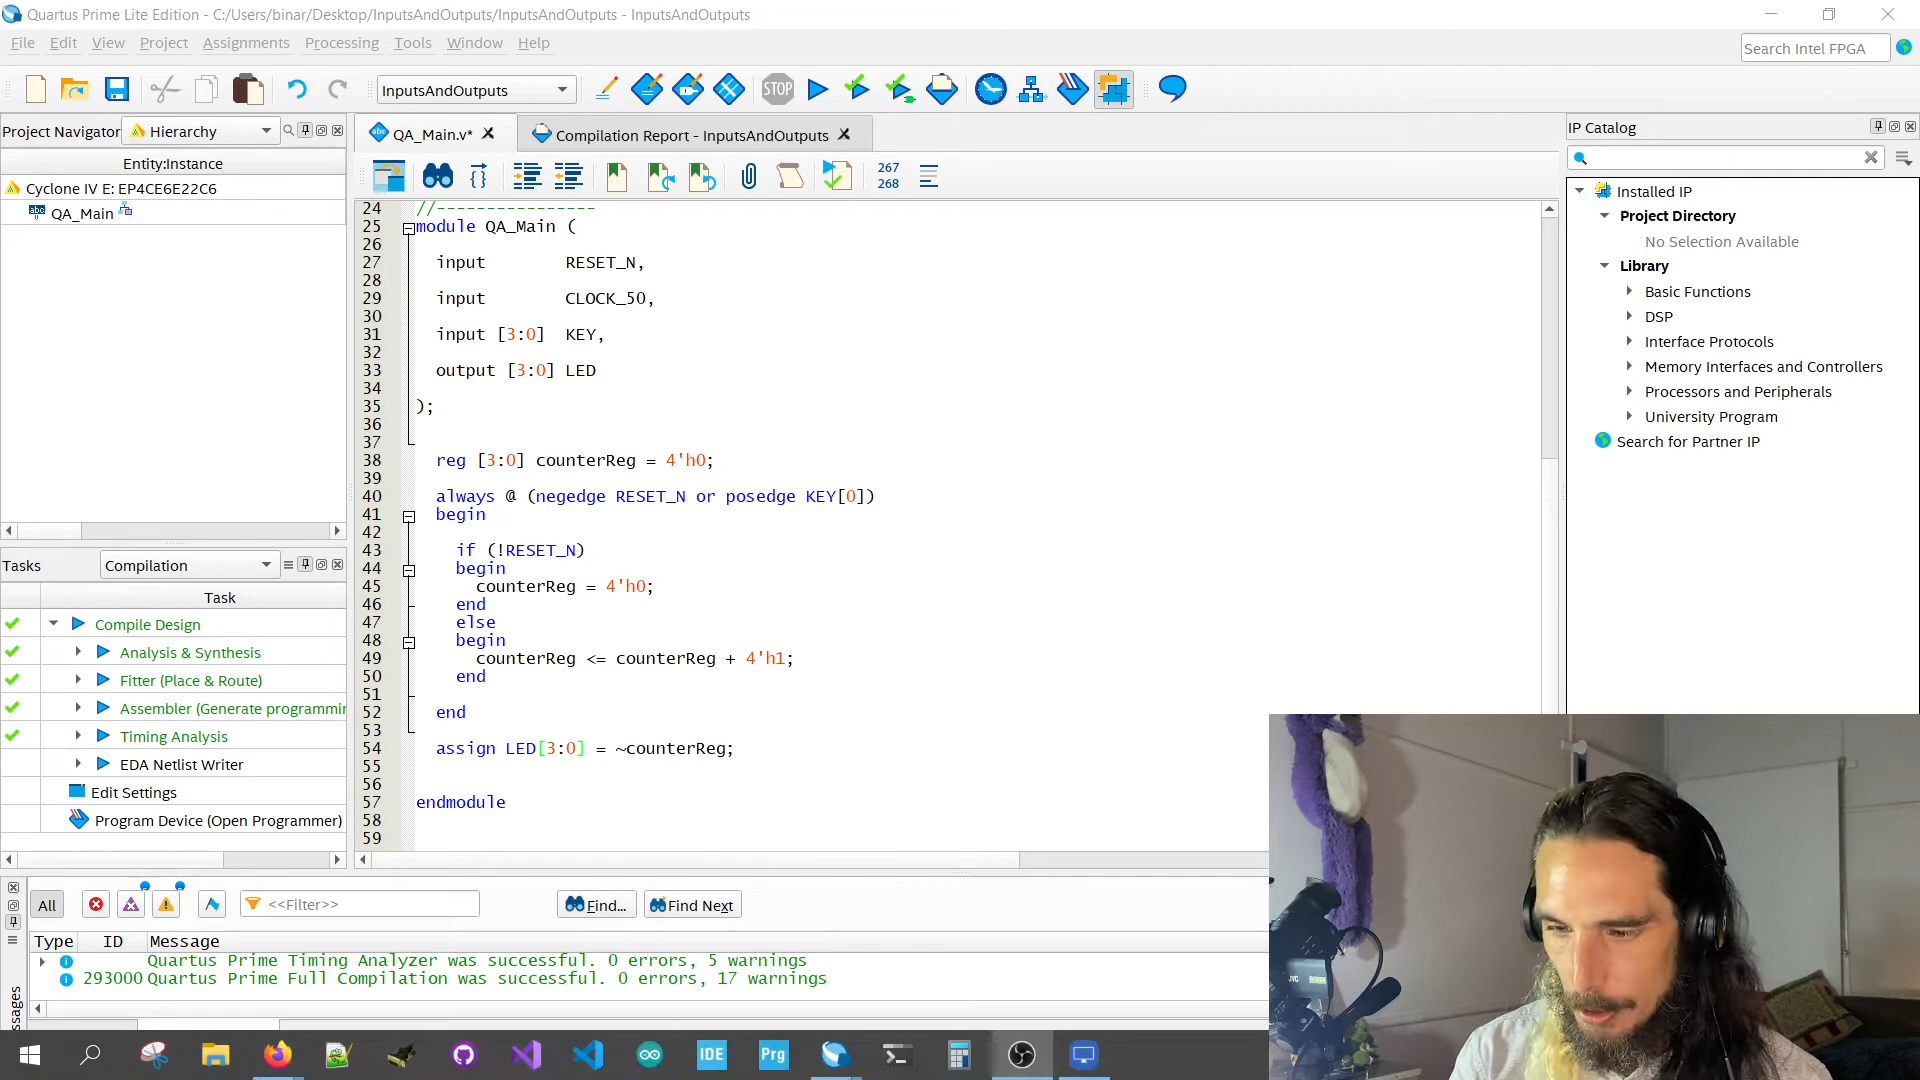 Quartus Prime Lite Edition - C:/Users/binar/Desktop/InputsAndOutputs/InputsAndOutputs - InputsAndOutputs
File Edit View Project Assignments Processing Tools Window Help
Search Intel FPGA
InputsAndOutputs
STOP
Project Navigator Hierarchy
QA_Main.v*
Compilation Report - InputsAndOutputs
IP Catalog
Entity:Instance
Cyclone IV E: EP4CE6E22C6
QA_Main
267
268
Installed IP
Project Directory
No Selection Available
Library
Basic Functions
DSP
Interface Protocols
Memory Interfaces and Controllers
Processors and Peripherals
University Program
Search for Partner IP
24 //----------------
25 module QA_Main (
26
27 input RESET_N,
28
29 input CLOCK_50,
30
31 input [3:0] KEY,
32
33 output [3:0] LED
34
35 );
36
37
38 reg [3:0] counterReg = 4'h0;
39
40 always @ (negedge RESET_N or posedge KEY[0])
41 begin
42
43 if (!RESET_N)
44 begin
45 counterReg = 4'h0;
46 end
47 else
48 begin
49 counterReg <= counterReg + 4'h1;
50 end
51
52 end
53
54 assign LED[3:0] = ~counterReg;
55
56
57 endmodule
58
59
Tasks Compilation
Task
Compile Design
Analysis & Synthesis
Fitter (Place & Route)
Assembler (Generate programmin
Timing Analysis
EDA Netlist Writer
Edit Settings
Program Device (Open Programmer)
All
<<Filter>>
Find...
Find Next
Type ID Message
Quartus Prime Timing Analyzer was successful. 0 errors, 5 warnings
293000 Quartus Prime Full Compilation was successful. 0 errors, 17 warnings
ssages
JVC
IDE
Prg